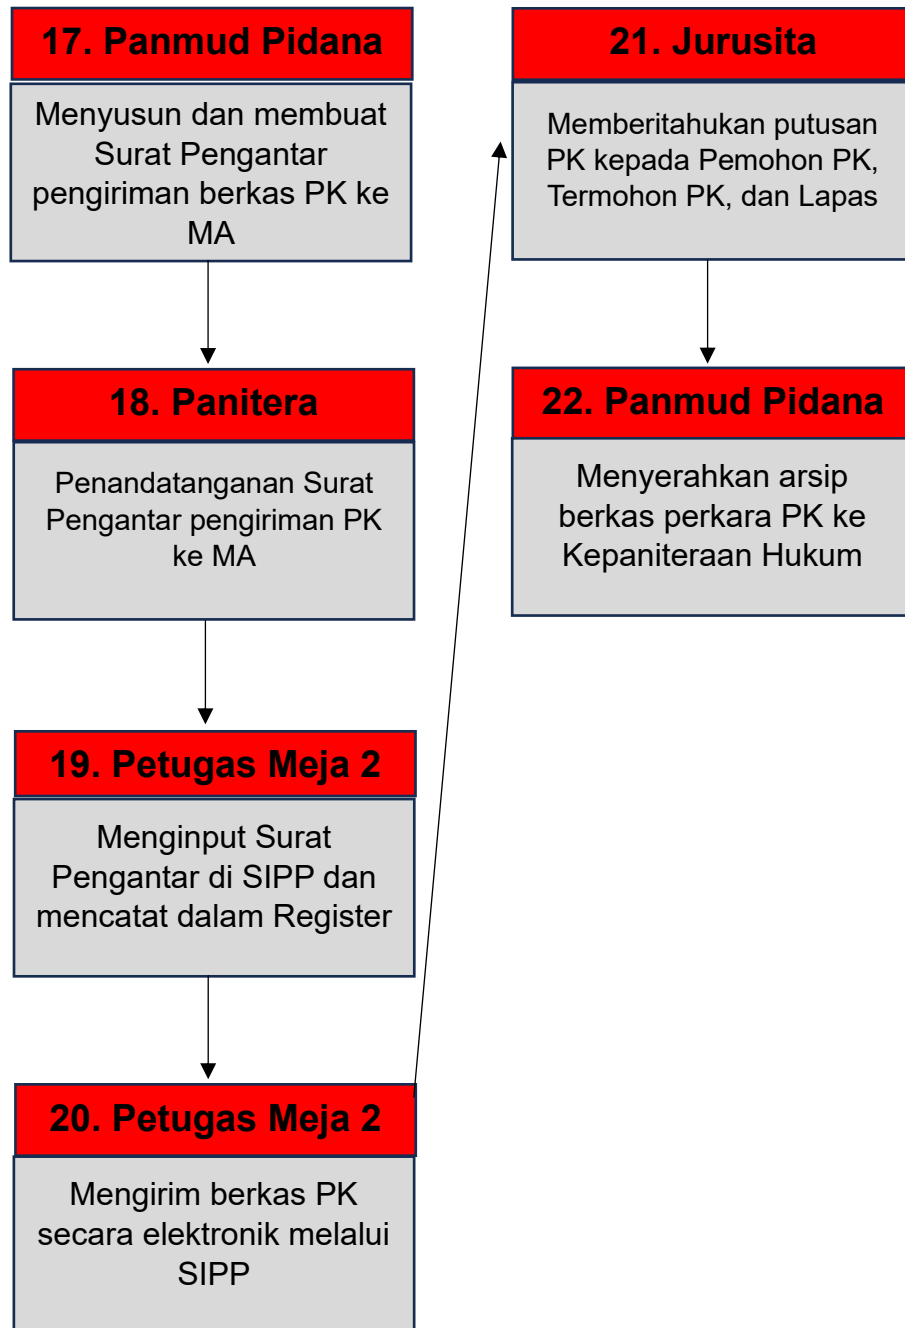 17. Panmud Pidana
Menyusun dan membuat
Surat Pengantar
pengiriman berkas PK ke
MA
18. Panitera
Penandatanganan Surat
Pengantar pengiriman PK
ke MA
19. Petugas Meja 2
Menginput Surat
Pengantar di SIPP dan
mencatat dalam Register
20. Petugas Meja 2
Mengirim berkas PK
secara elektronik melalui
SIPP
21. Jurusita
Memberitahukan putusan
PK kepada Pemohon PK,
Termohon PK, dan Lapas
22. Panmud Pidana
Menyerahkan arsip
berkas perkara PK ke
Kepaniteraan Hukum